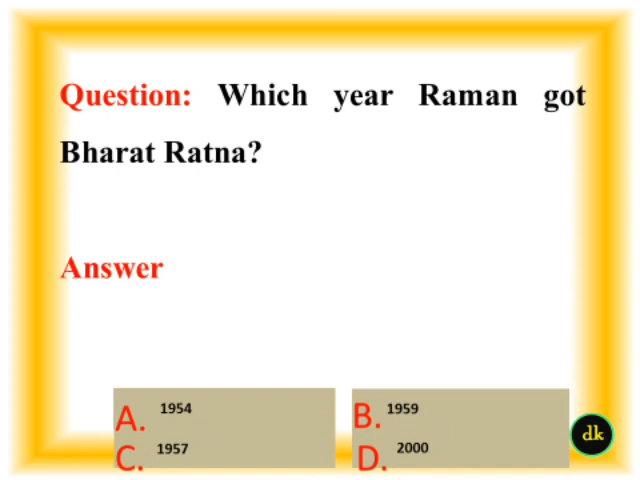 Question: Which year Raman got
Bharat Ratna?
Answer
A. 1954
B. 1959
C. 1957
D. 2000
dk